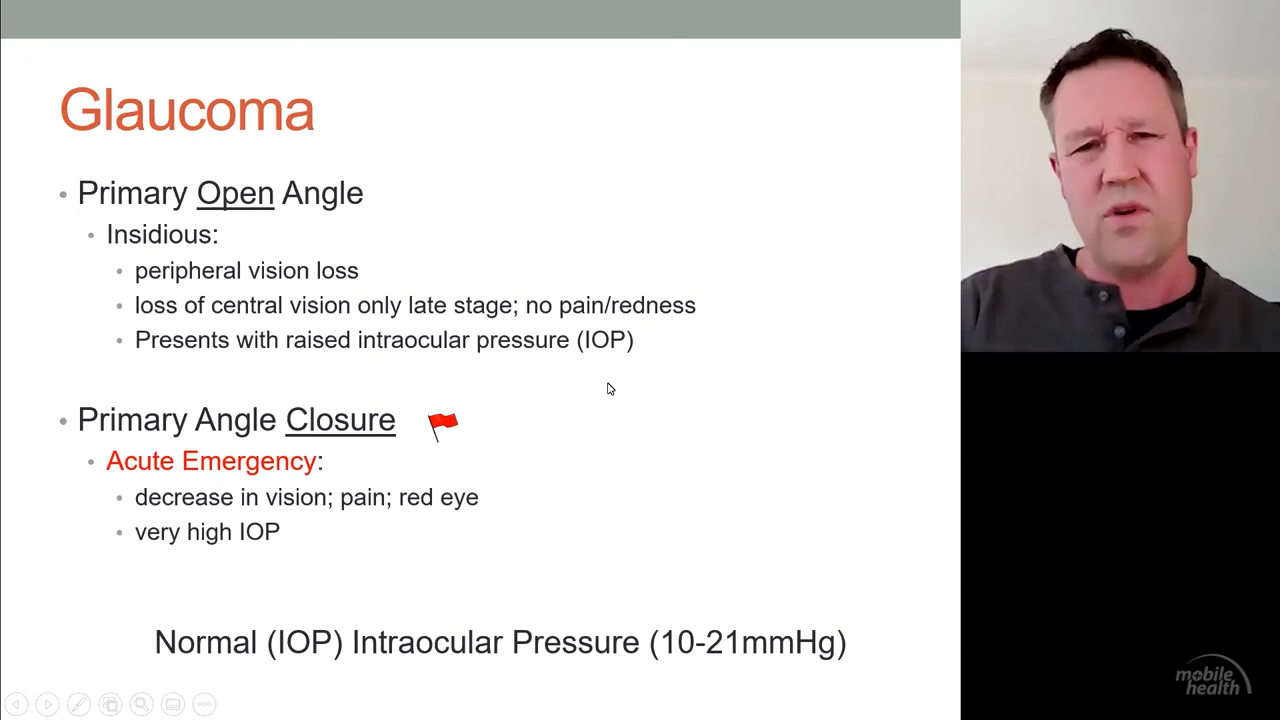 Glaucoma
Primary Open Angle
Insidious:
peripheral vision loss
loss of central vision only late stage; no pain/redness
Presents with raised intraocular pressure (IOP)
Primary Angle Closure
Acute Emergency:
decrease in vision; pain; red eye
very high IOP
Normal (IOP) Intraocular Pressure (10-21mmHg)
mobile
health